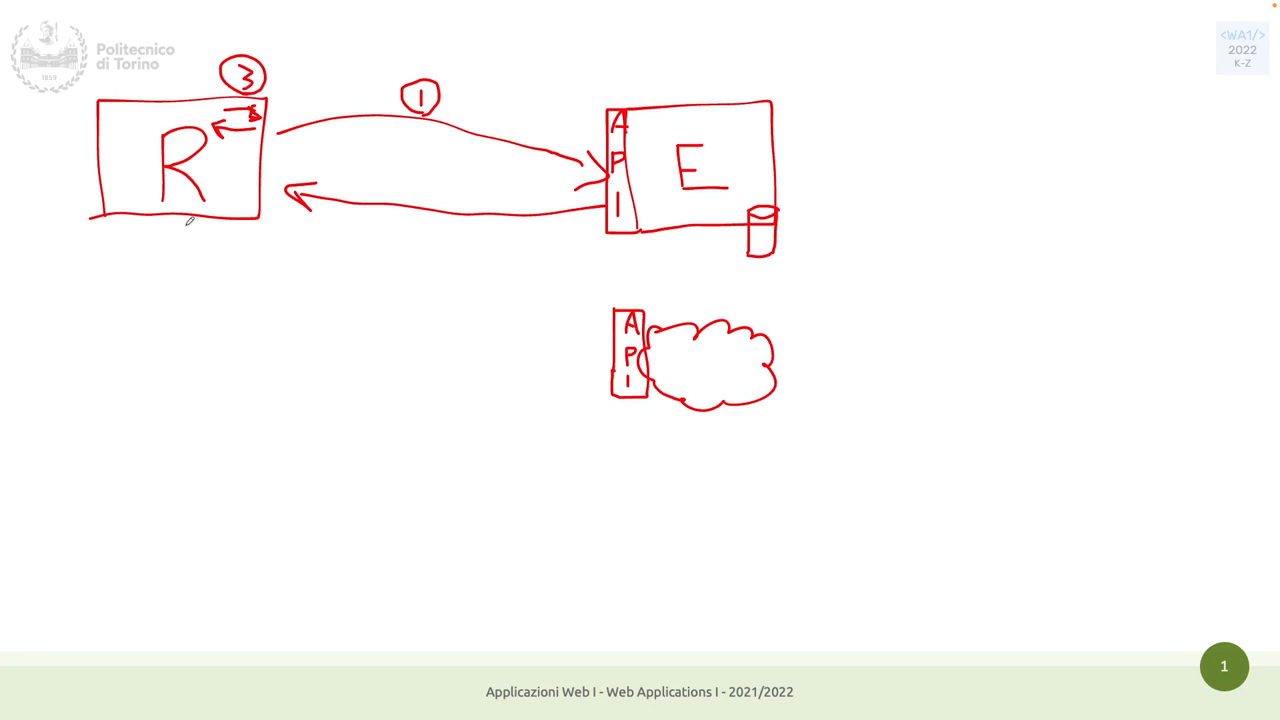 Politecnico
di Torino
1859
<WA1/>
2022
K-Z
3
1
R
A
P
I
E
A
P
I
1
Applicazioni Web I - Web Applications I - 2021/2022